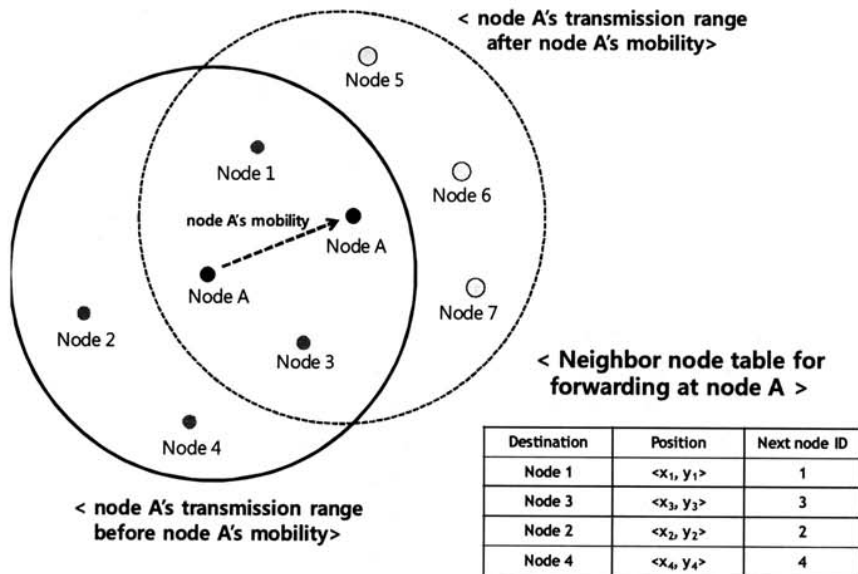 < node A's transmission range
after node A's mobility>
Node 5
Node 1
Node 6
node A's mobility
Node A
Node A
Node 7
Node 2
Node 3
Node 4
< Neighbor node table for
forwarding at node A >
< node A's transmission range
before node A's mobility>
Destination Position Next node ID
Node 1 <x₁, y₁> 1
Node 3 <x₃, y₃> 3
Node 2 <x₂, y₂> 2
Node 4 <x₄, y₄> 4